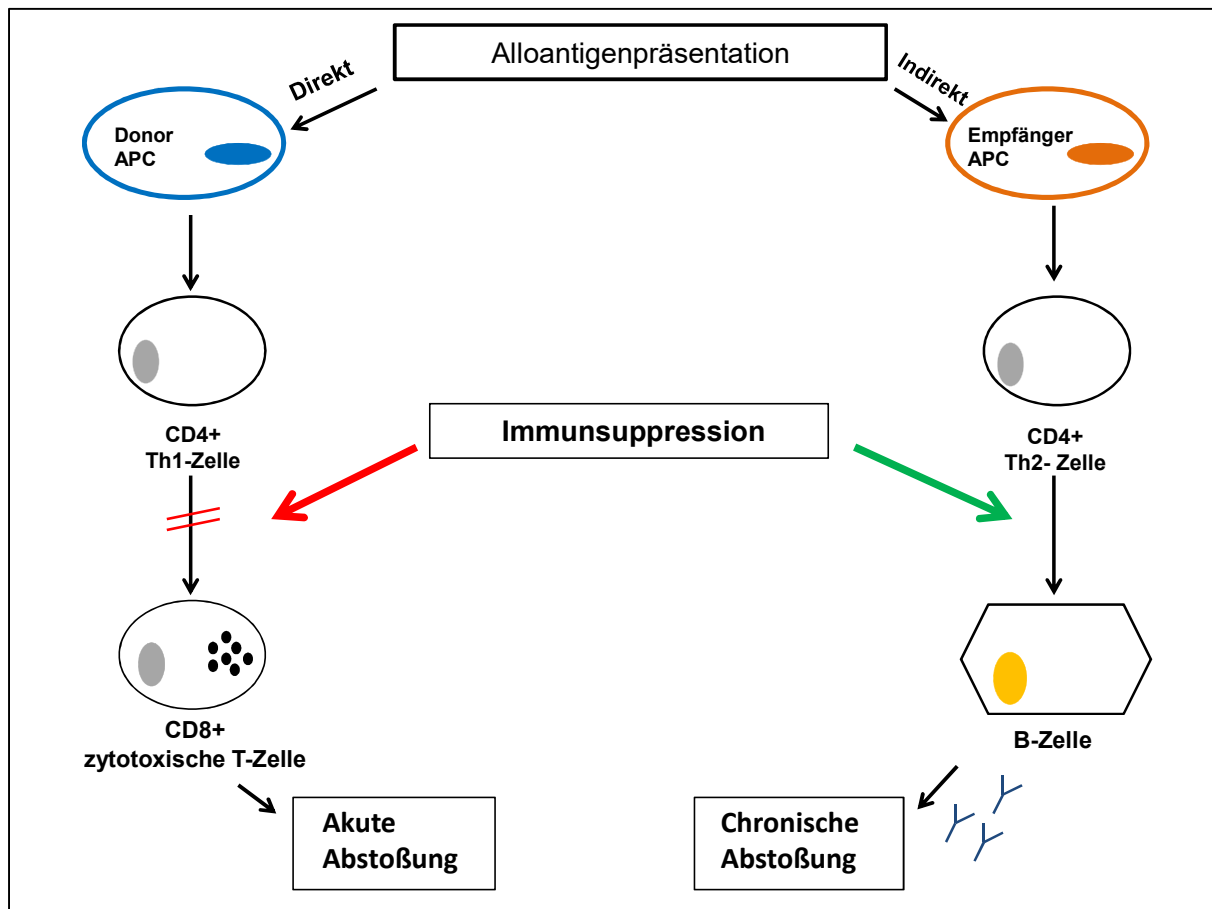 Alloantigenpräsentation
Direkt
Indirekt
Donor
APC
Empfänger
APC
CD4+
Th1-Zelle
Immunsuppression
CD4+
Th2- Zelle
CD8+
zytotoxische T-Zelle
B-Zelle
Akute
Abstoßung
Chronische
Abstoßung